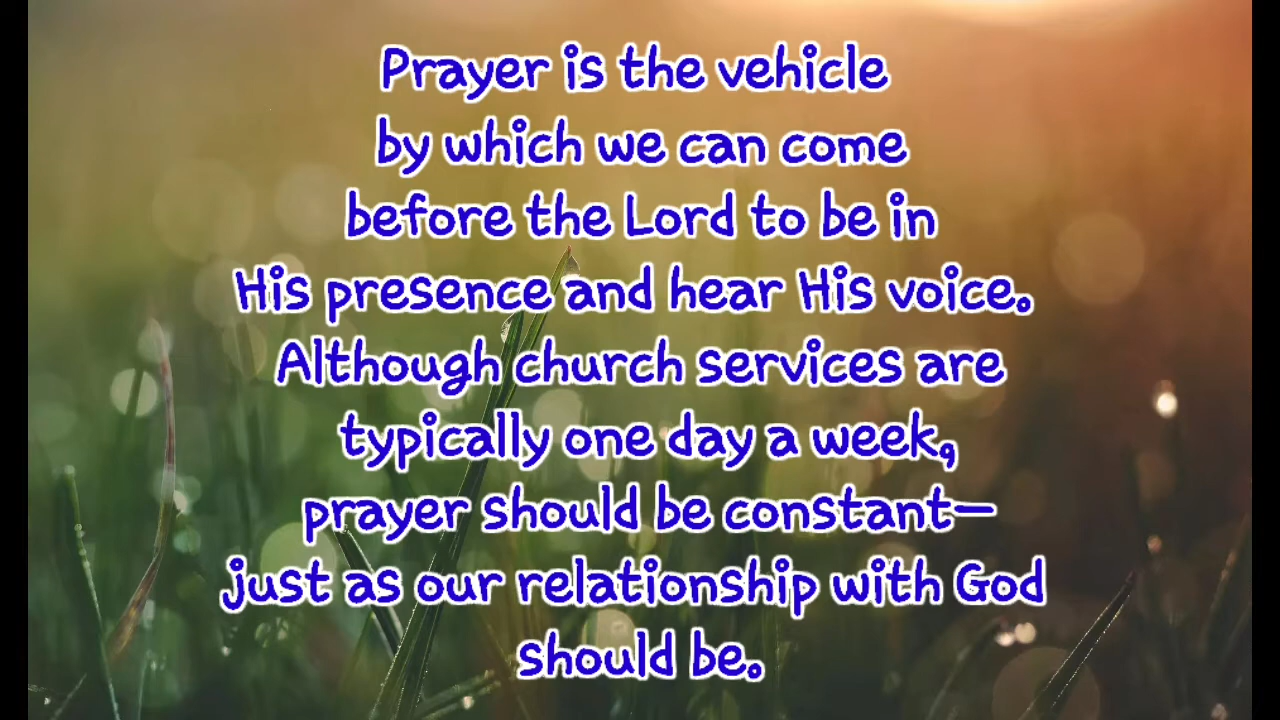 Prayer is the vehicle
by which we can come
before the Lord to be in
His presence and hear His voice.
Although church services are
typically one day a week,
prayer should be constant—
just as our relationship with God
should be.